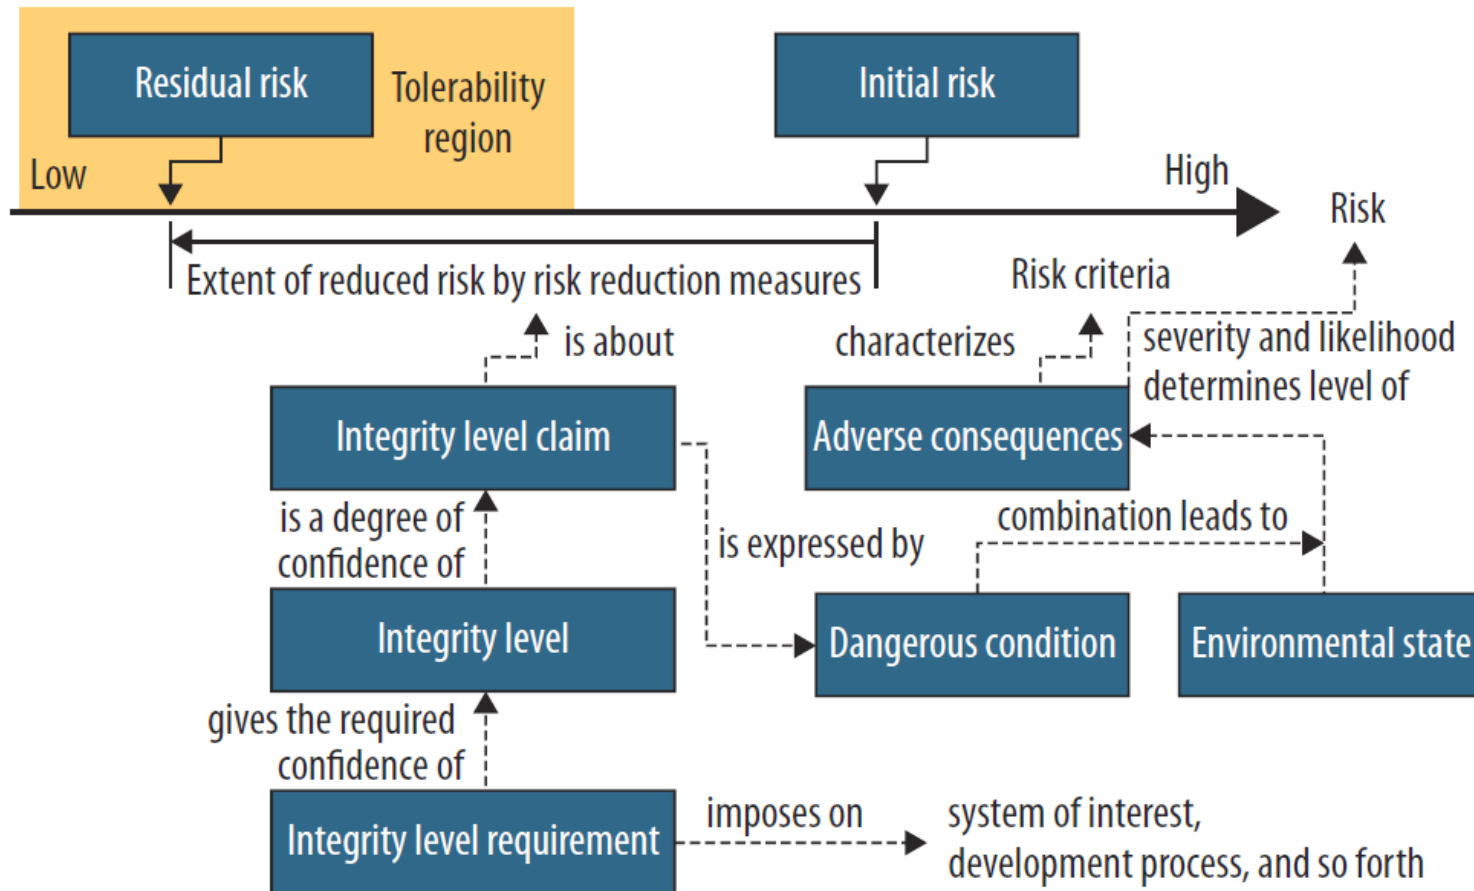 Residual risk
Tolerability
region
Initial risk
Low
High
Risk
Extent of reduced risk by risk reduction measures
Risk criteria
is about
characterizes
severity and likelihood
determines level of
Integrity level claim
Adverse consequences
is a degree of
confidence of
is expressed by
combination leads to
Integrity level
Dangerous condition
Environmental state
gives the required
confidence of
Integrity level requirement
imposes on
system of interest,
development process, and so forth